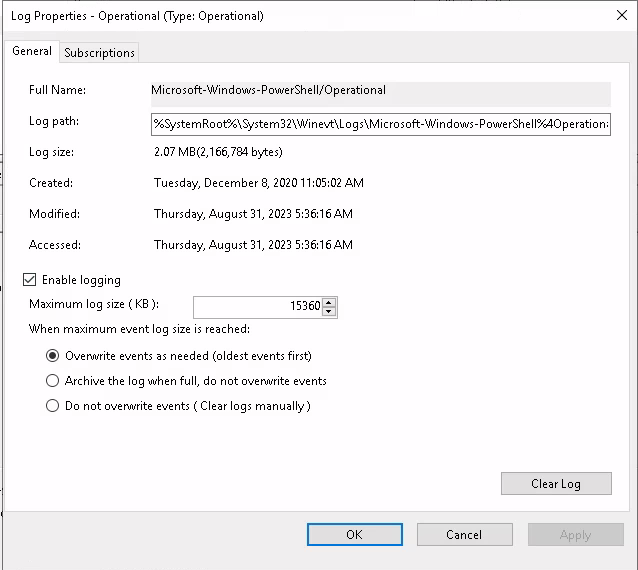 Log Properties - Operational (Type: Operational)
General
Subscriptions
Full Name:
Microsoft-Windows-PowerShell/Operational
Log path:
%SystemRoot%\System32\Winevt\Logs\Microsoft-Windows-PowerShell%4Operation
Log size:
2.07 MB(2,166,784 bytes)
Created:
Tuesday, December 8, 2020 11:05:02 AM
Modified:
Thursday, August 31, 2023 5:36:16 AM
Accessed:
Thursday, August 31, 2023 5:36:16 AM
Enable logging
Maximum log size ( KB ):
15360
When maximum event log size is reached:
Overwrite events as needed (oldest events first)
Archive the log when full, do not overwrite events
Do not overwrite events ( Clear logs manually )
Clear Log
OK
Cancel
Apply